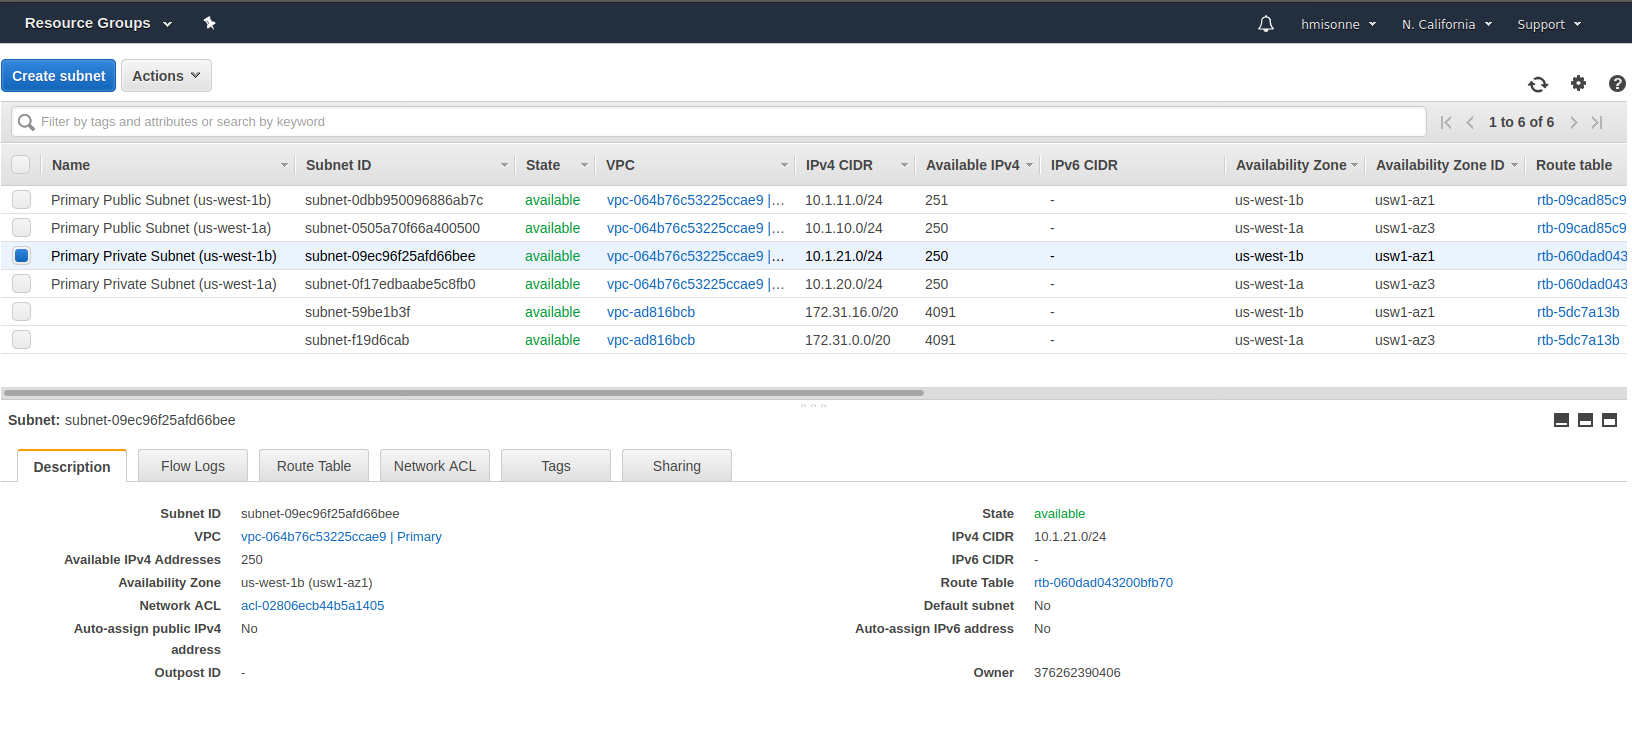 Resource Groups hmisonne N. California Support
Create subnet Actions
Filter by tags and attributes or search by keyword 1 to 6 of 6
Name Subnet ID State VPC IPv4 CIDR Available IPv4 IPv6 CIDR Availability Zone Availability Zone ID Route table
Primary Public Subnet (us-west-1b) subnet-0dbb950096886ab7c available vpc-064b76c53225ccae9 |... 10.1.11.0/24 251 - us-west-1b usw1-az1 rtb-09cad85c9
Primary Public Subnet (us-west-1a) subnet-0505a70f66a400500 available vpc-064b76c53225ccae9 |... 10.1.10.0/24 250 - us-west-1a usw1-az3 rtb-09cad85c9
Primary Private Subnet (us-west-1b) subnet-09ec96f25afd66bee available vpc-064b76c53225ccae9 |... 10.1.21.0/24 250 - us-west-1b usw1-az1 rtb-060dad043
Primary Private Subnet (us-west-1a) subnet-0f17edbaabe5c8fb0 available vpc-064b76c53225ccae9 |... 10.1.20.0/24 250 - us-west-1a usw1-az3 rtb-060dad043
subnet-59be1b3f available vpc-ad816bcb 172.31.16.0/20 4091 - us-west-1b usw1-az1 rtb-5dc7a13b
subnet-f19d6cab available vpc-ad816bcb 172.31.0.0/20 4091 - us-west-1a usw1-az3 rtb-5dc7a13b
Subnet: subnet-09ec96f25afd66bee
Description Flow Logs Route Table Network ACL Tags Sharing
Subnet ID subnet-09ec96f25afd66bee State available
VPC vpc-064b76c53225ccae9 | Primary IPv4 CIDR 10.1.21.0/24
Available IPv4 Addresses 250 IPv6 CIDR -
Availability Zone us-west-1b (usw1-az1) Route Table rtb-060dad043200bfb70
Network ACL acl-02806ecb44b5a1405 Default subnet No
Auto-assign public IPv4 No Auto-assign IPv6 address No
address
Outpost ID - Owner 376262390406